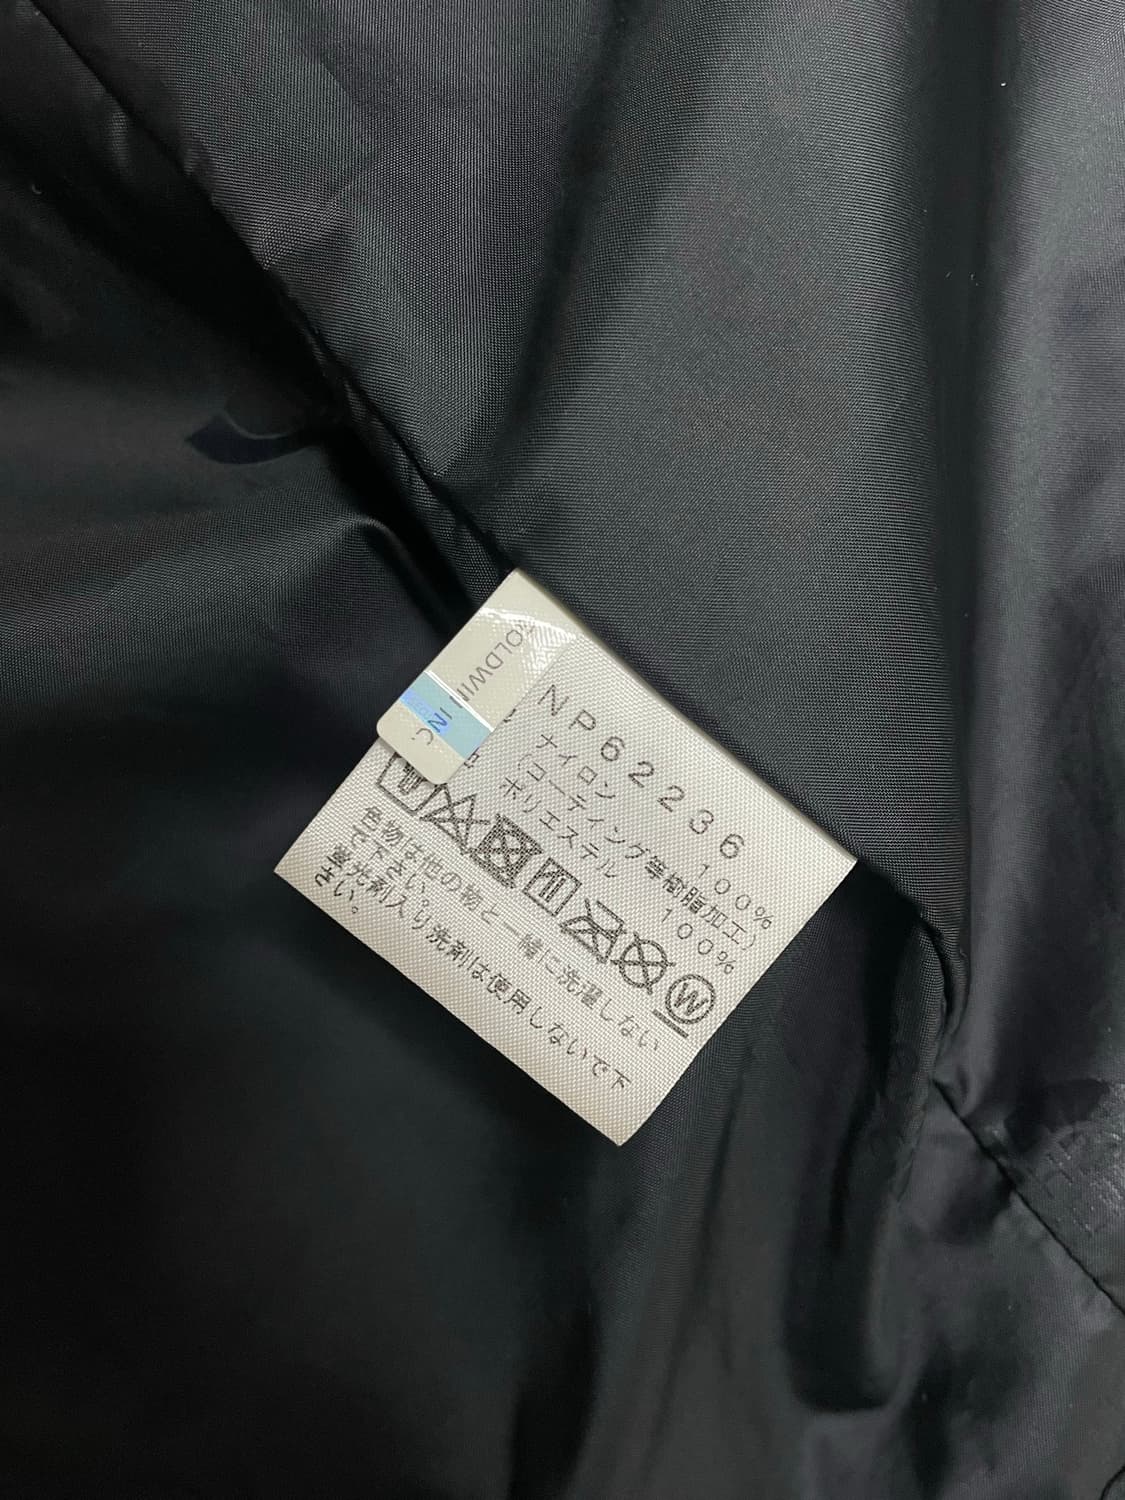 GOLDWIN INC
NP62236
ナイロン 100%
(コーティング等樹脂加工)
ポリエステル 100%
W
色物は他の物と一緒に洗濯しない
で下さい。
蛍光剤入り洗剤は使用しないで下
さい。